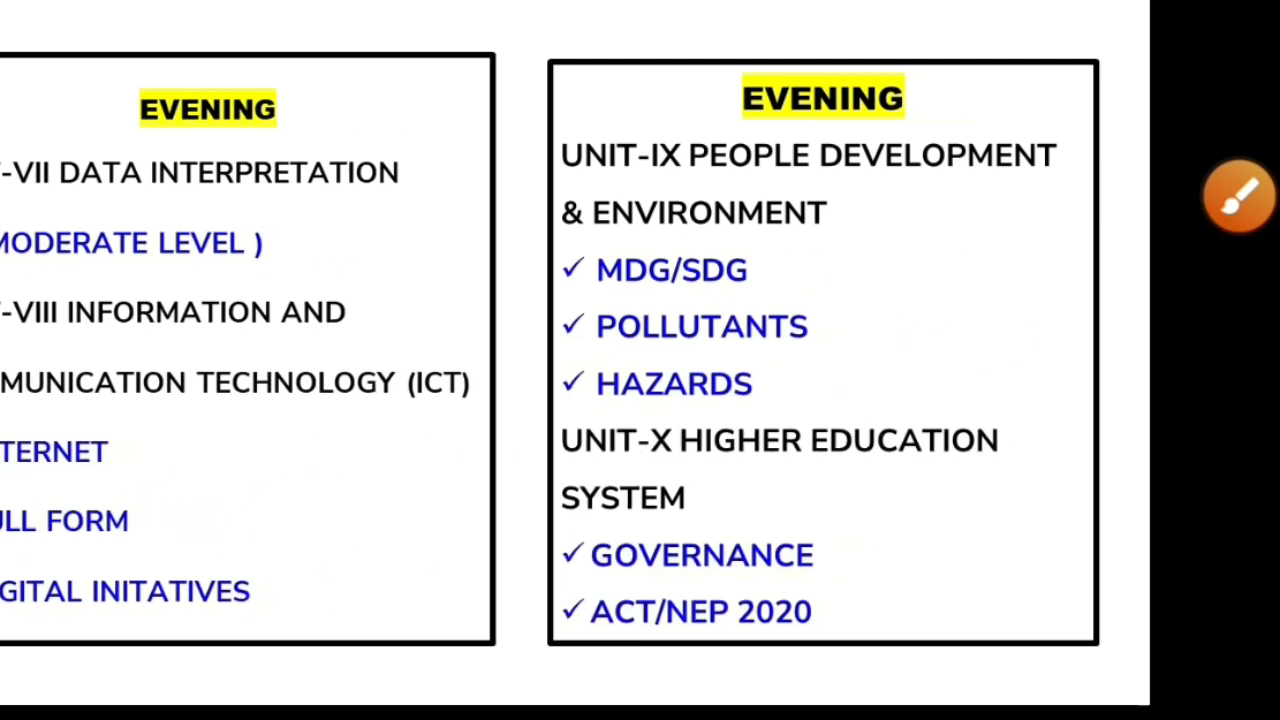 EVENING
-VII DATA INTERPRETATION
MODERATE LEVEL )
-VIII INFORMATION AND
MUNICATION TECHNOLOGY (ICT)
TERNET
ULL FORM
GITAL INITATIVES
EVENING
UNIT-IX PEOPLE DEVELOPMENT
& ENVIRONMENT
✓ MDG/SDG
✓ POLLUTANTS
✓ HAZARDS
UNIT-X HIGHER EDUCATION
SYSTEM
✓ GOVERNANCE
✓ ACT/NEP 2020